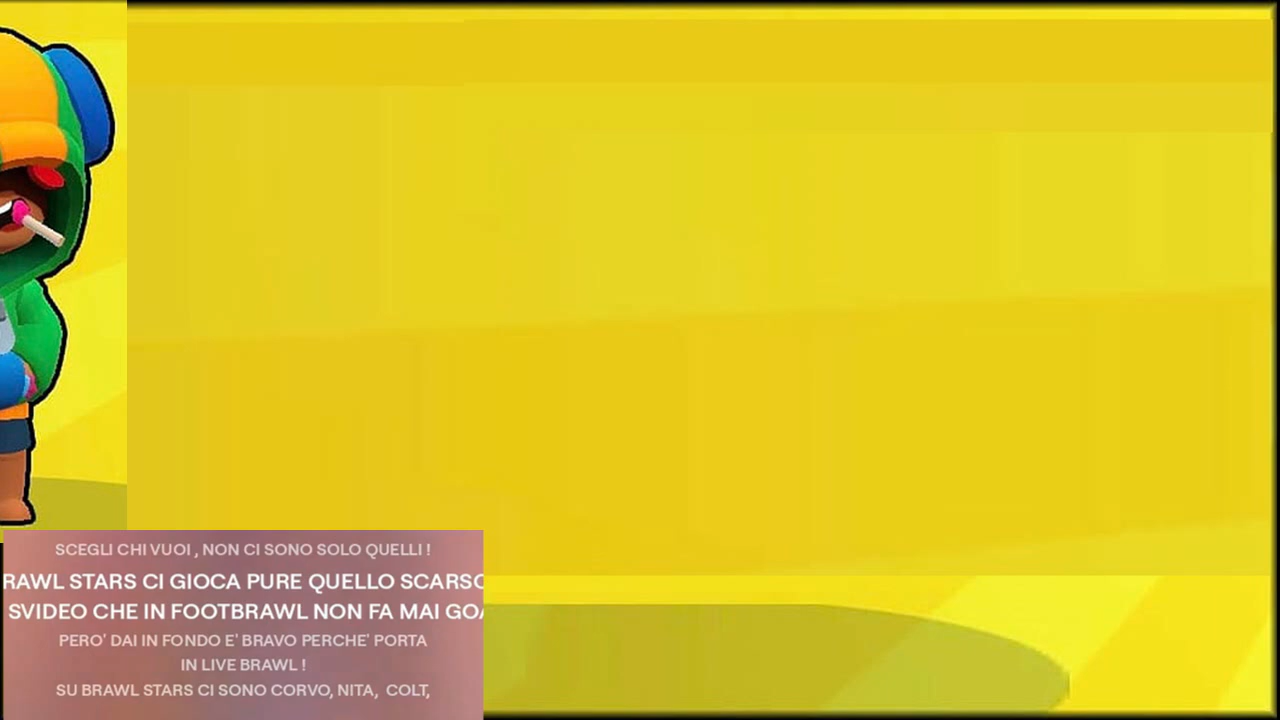 SCEGLI CHI VUOI , NON CI SONO SOLO QUELLI !
RAWL STARS CI GIOCA PURE QUELLO SCARSO
SVIDEO CHE IN FOOTBRAWL NON FA MAI GOA
PERO' DAI IN FONDO E' BRAVO PERCHE' PORTA
IN LIVE BRAWL !
SU BRAWL STARS CI SONO CORVO, NITA, COLT,